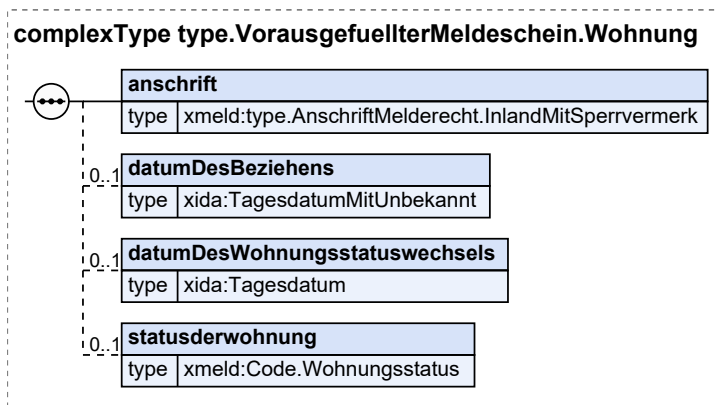 complexType type.VorausgefuellterMeldeschein.Wohnung
anschrift
type xmeld:type.AnschriftMelderecht.InlandMitSperrvermerk
0..1 datumDesBeziehens
type xida:TagesdatumMitUnbekannt
0..1 datumDesWohnungsstatuswechsels
type xida:Tagesdatum
0..1 statusderwohnung
type xmeld:Code.Wohnungsstatus